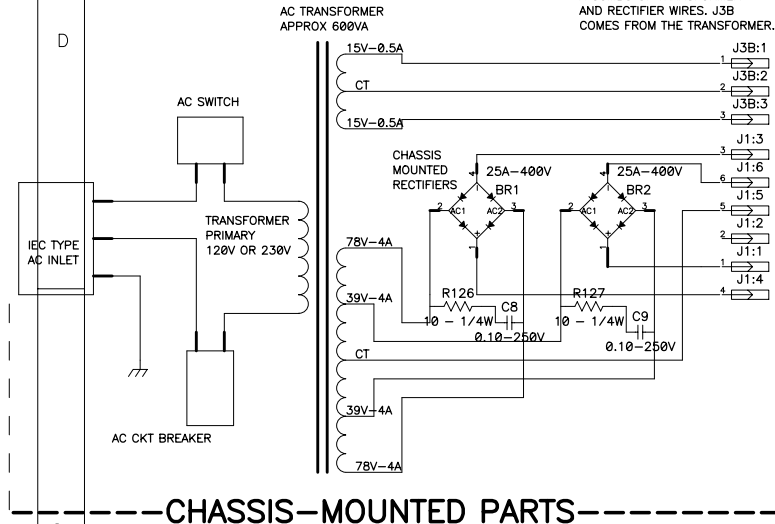 AND RECTIFIER WIRES. J3B
COMES FROM THE TRANSFORMER.
AC TRANSFORMER
APPROX 600VA
D
15V-0.5A
CT
15V-0.5A
1 J3B:1
2 J3B:2
3 J3B:3
AC SWITCH
CHASSIS
MOUNTED
RECTIFIERS
4 25A-400V
BR1
2 AC1 - AC2 3
+
1
4 25A-400V
BR2
2 AC1 - AC2 3
+
1
3 J1:3
6 J1:6
5 J1:5
2 J1:2
1 J1:1
4 J1:4
IEC TYPE
AC INLET
TRANSFORMER
PRIMARY
120V OR 230V
78V-4A
39V-4A
CT
39V-4A
78V-4A
R126
10 - 1/4W
C8
0.10-250V
R127
10 - 1/4W
C9
0.10-250V
AC CKT BREAKER
CHASSIS-MOUNTED PARTS